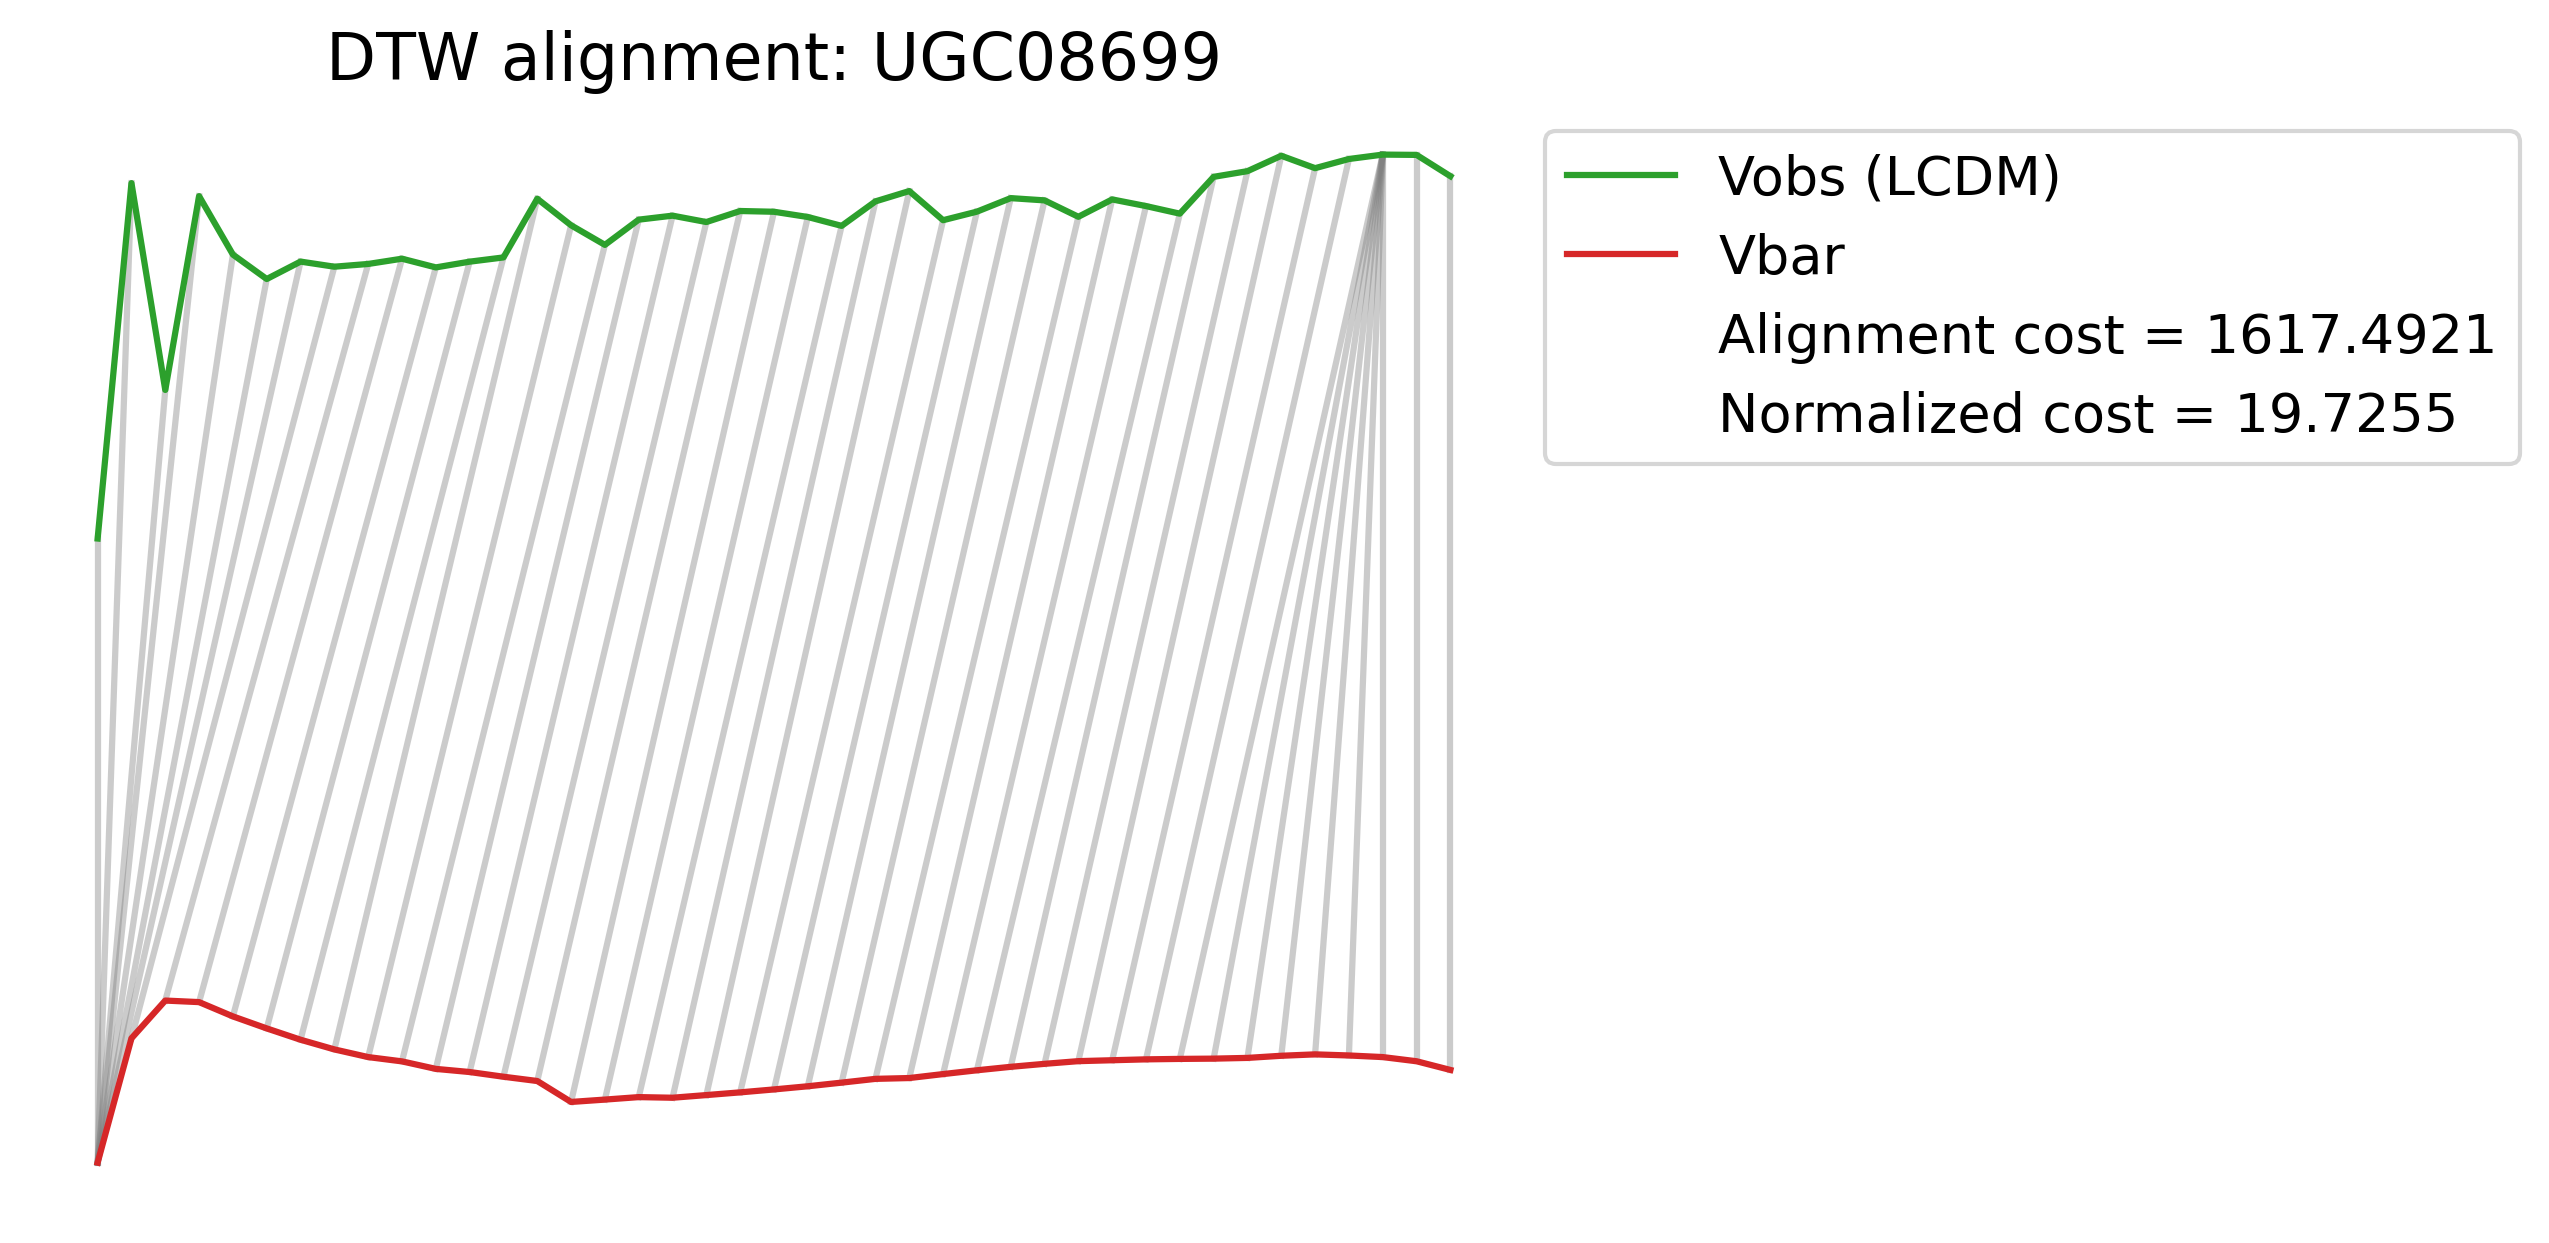 DTW alignment: UGC08699
Vobs (LCDM)
Vbar
Alignment cost = 1617.4921
Normalized cost = 19.7255